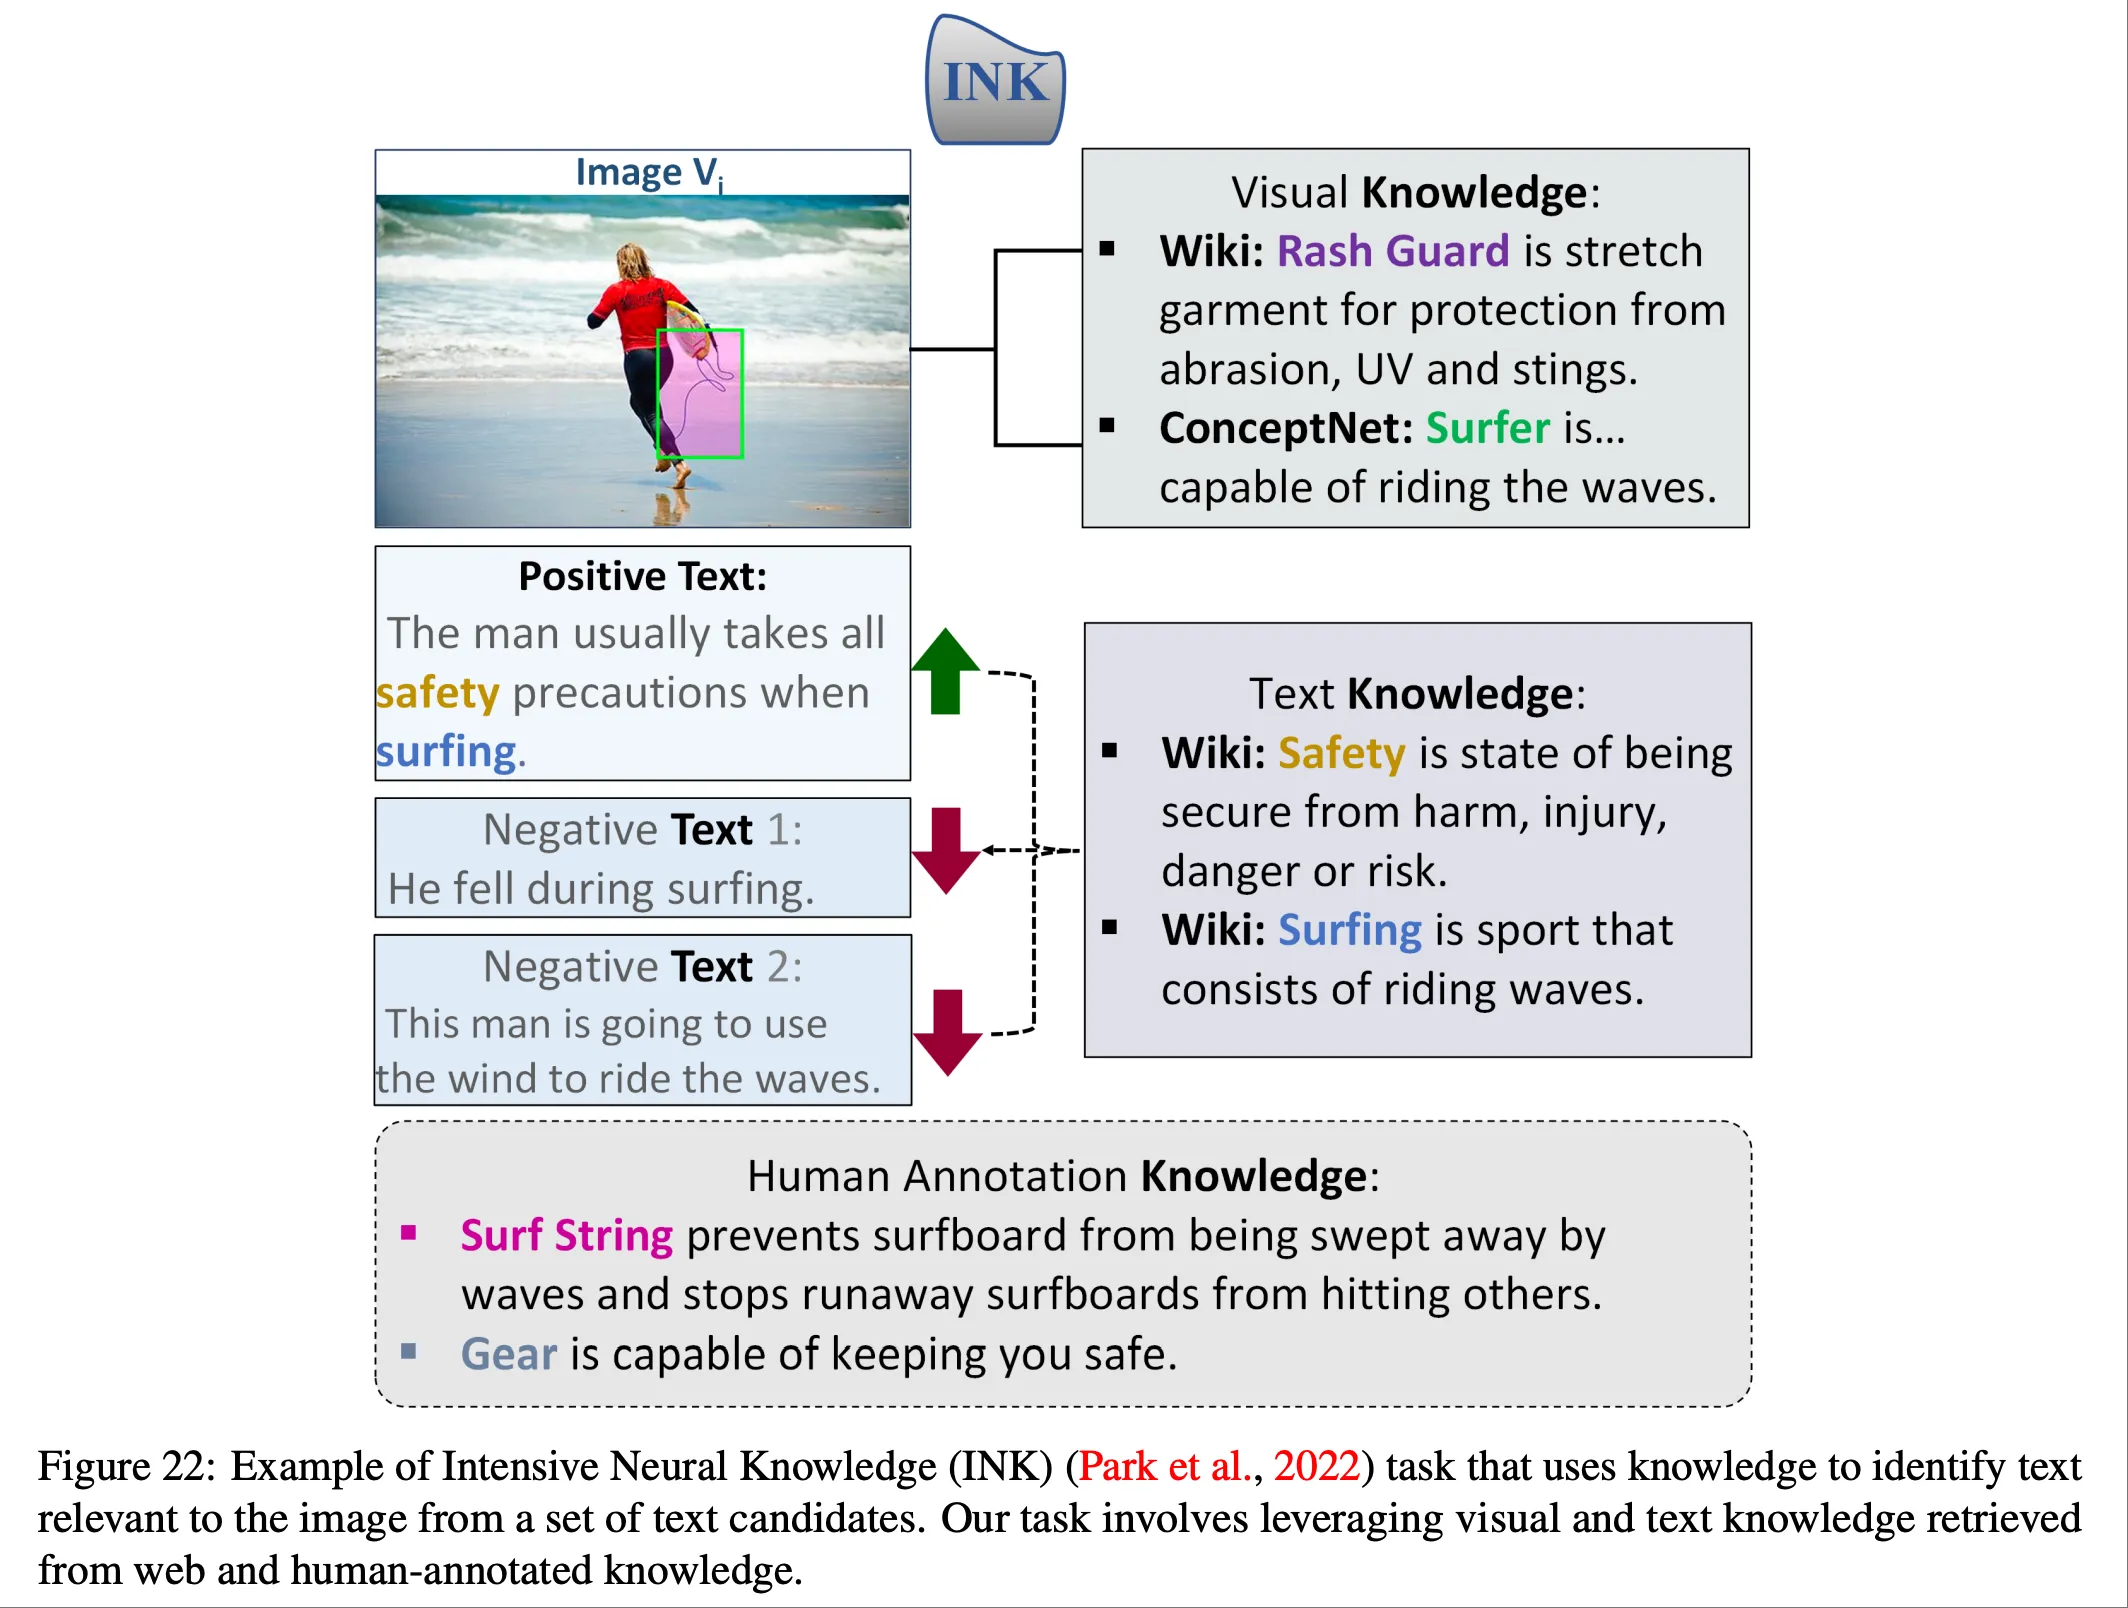 INK
Image Vi
Visual Knowledge:
▪ Wiki: Rash Guard is stretch
garment for protection from
abrasion, UV and stings.
▪ ConceptNet: Surfer is...
capable of riding the waves.
Positive Text:
The man usually takes all
safety precautions when
surfing.
Negative Text 1:
He fell during surfing.
Negative Text 2:
This man is going to use
the wind to ride the waves.
Text Knowledge:
▪ Wiki: Safety is state of being
secure from harm, injury,
danger or risk.
▪ Wiki: Surfing is sport that
consists of riding waves.
Human Annotation Knowledge:
▪ Surf String prevents surfboard from being swept away by
waves and stops runaway surfboards from hitting others.
▪ Gear is capable of keeping you safe.
Figure 22: Example of Intensive Neural Knowledge (INK) (Park et al., 2022) task that uses knowledge to identify text
relevant to the image from a set of text candidates. Our task involves leveraging visual and text knowledge retrieved
from web and human-annotated knowledge.